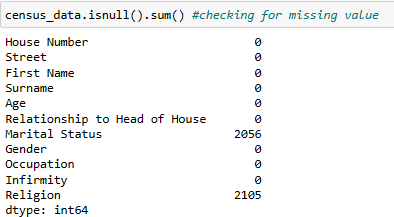 census_data.isnull().sum() #checking for missing value
House Number 0
Street 0
First Name 0
Surname 0
Age 0
Relationship to Head of House 0
Marital Status 2056
Gender 0
Occupation 0
Infirmity 0
Religion 2105
dtype: int64